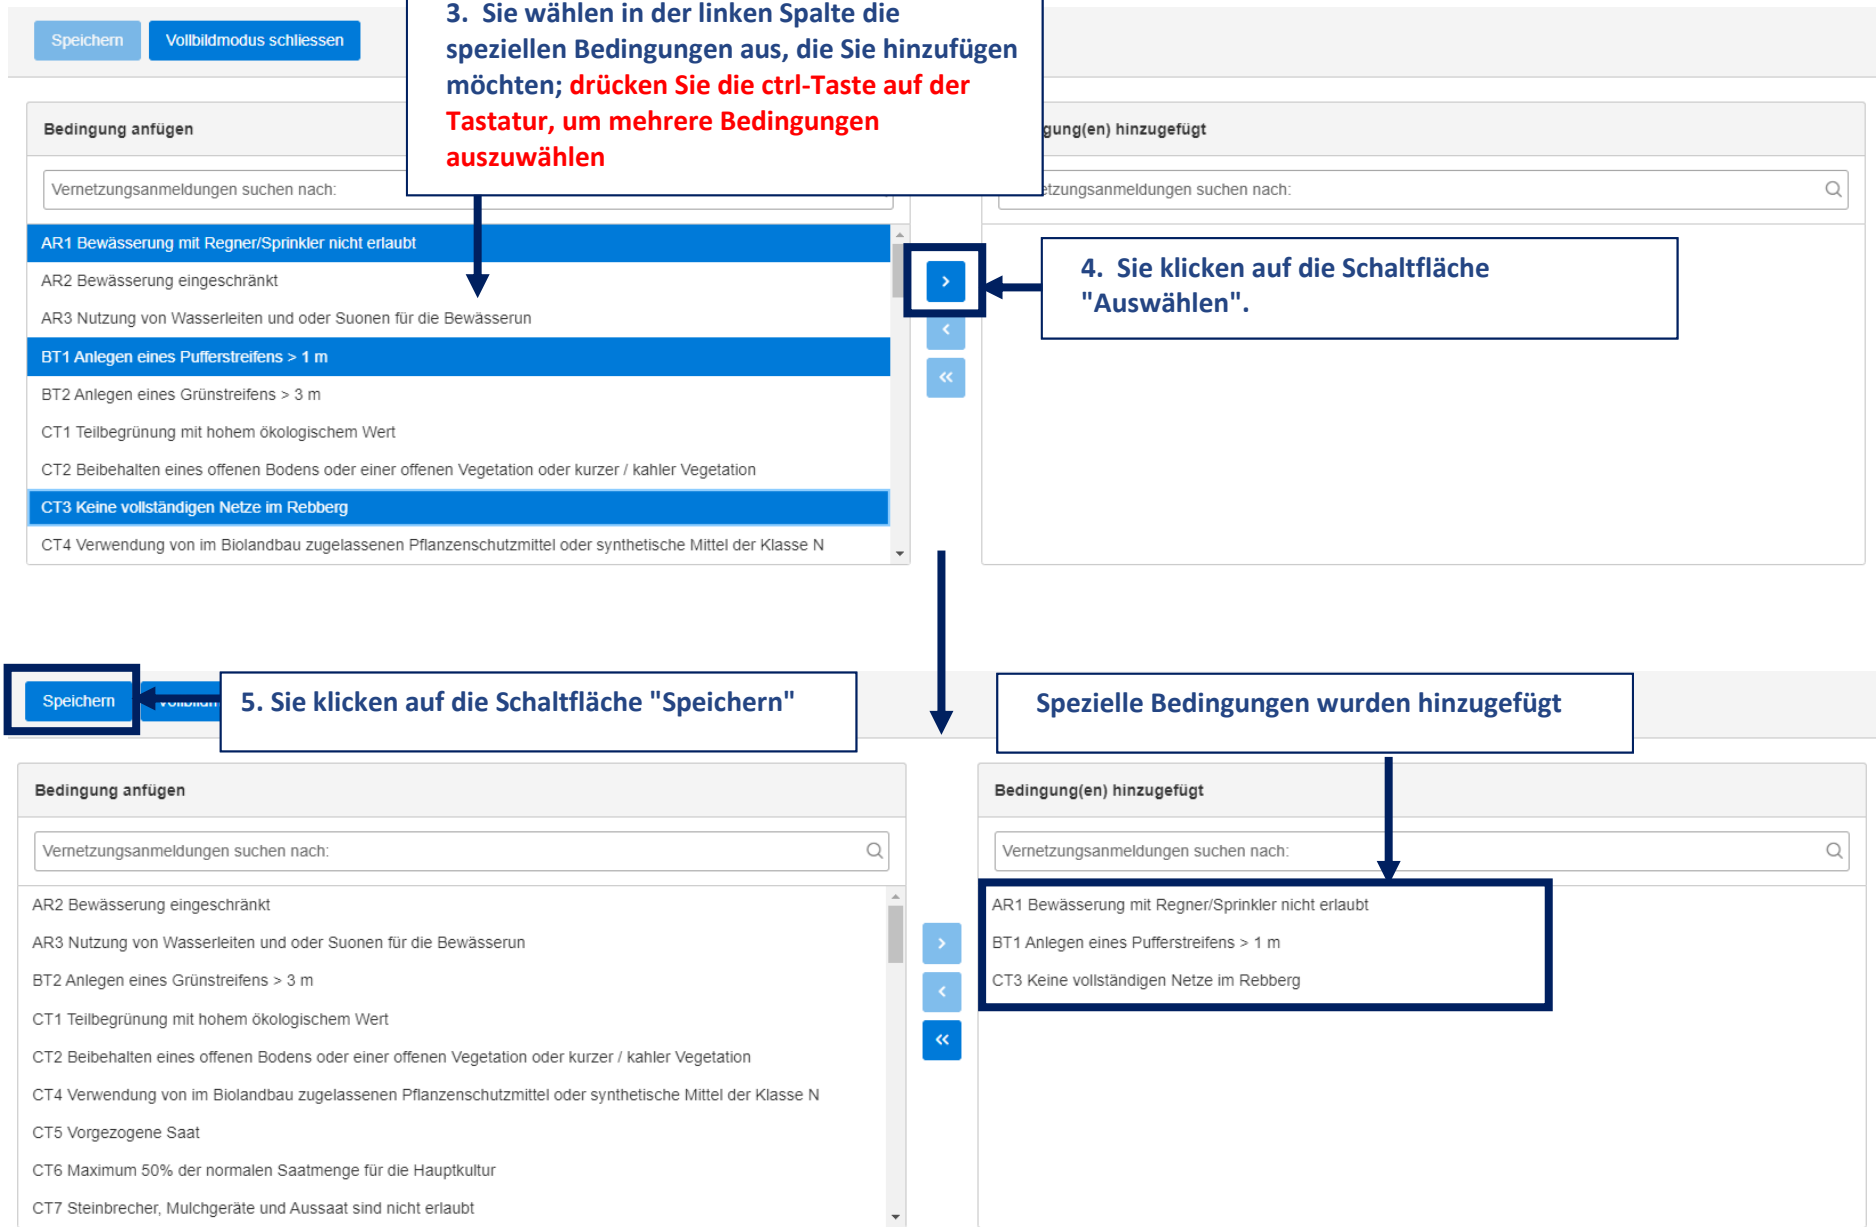 3. Sie wählen in der linken Spalte die
speziellen Bedingungen aus, die Sie hinzufügen
möchten; drücken Sie die ctrl-Taste auf der
Tastatur, um mehrere Bedingungen
auszuwählen
Speichern
Vollbildmodus schliessen
Bedingung anfügen
gung(en) hinzugefügt
Vernetzungsanmeldungen suchen nach:
etzungsanmeldungen suchen nach:
AR1 Bewässerung mit Regner/Sprinkler nicht erlaubt
AR2 Bewässerung eingeschränkt
AR3 Nutzung von Wasserleiten und oder Suonen für die Bewässerun
BT1 Anlegen eines Pufferstreifens > 1 m
BT2 Anlegen eines Grünstreifens > 3 m
CT1 Teilbegrünung mit hohem ökologischem Wert
CT2 Beibehalten eines offenen Bodens oder einer offenen Vegetation oder kurzer / kahler Vegetation
CT3 Keine vollständigen Netze im Rebberg
CT4 Verwendung von im Biolandbau zugelassenen Pflanzenschutzmittel oder synthetische Mittel der Klasse N
4. Sie klicken auf die Schaltfläche
"Auswählen".
Speichern
5. Sie klicken auf die Schaltfläche "Speichern"
Spezielle Bedingungen wurden hinzugefügt
Bedingung anfügen
Vernetzungsanmeldungen suchen nach:
AR2 Bewässerung eingeschränkt
AR3 Nutzung von Wasserleiten und oder Suonen für die Bewässerun
BT2 Anlegen eines Grünstreifens > 3 m
CT1 Teilbegrünung mit hohem ökologischem Wert
CT2 Beibehalten eines offenen Bodens oder einer offenen Vegetation oder kurzer / kahler Vegetation
CT4 Verwendung von im Biolandbau zugelassenen Pflanzenschutzmittel oder synthetische Mittel der Klasse N
CT5 Vorgezogene Saat
CT6 Maximum 50% der normalen Saatmenge für die Hauptkultur
CT7 Steinbrecher, Mulchgeräte und Aussaat sind nicht erlaubt
Bedingung(en) hinzugefügt
Vernetzungsanmeldungen suchen nach:
AR1 Bewässerung mit Regner/Sprinkler nicht erlaubt
BT1 Anlegen eines Pufferstreifens > 1 m
CT3 Keine vollständigen Netze im Rebberg